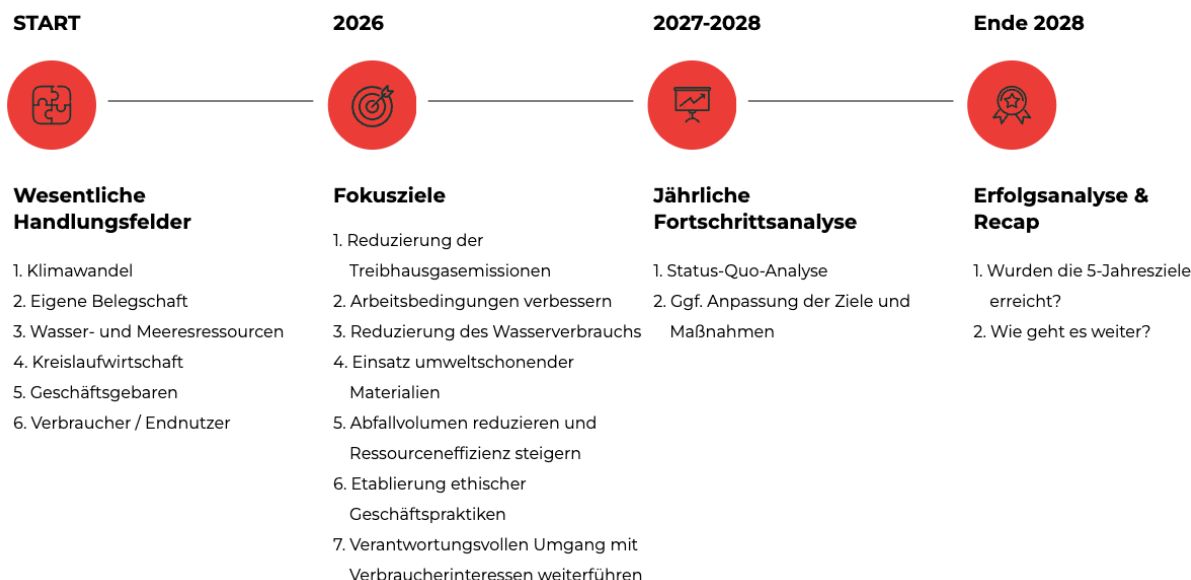 START
Wesentliche
Handlungsfelder
1. Klimawandel
2. Eigene Belegschaft
3. Wasser- und Meeresressourcen
4. Kreislaufwirtschaft
5. Geschäftsgebaren
6. Verbraucher / Endnutzer
2026
Fokusziele
1. Reduzierung der
Treibhausgasemissionen
2. Arbeitsbedingungen verbessern
3. Reduzierung des Wasserverbrauchs
4. Einsatz umweltschonender
Materialien
5. Abfallvolumen reduzieren und
Ressourceneffizienz steigern
6. Etablierung ethischer
Geschäftspraktiken
7. Verantwortungsvollen Umgang mit
Verbraucherinteressen weiterführen
2027-2028
Jährliche
Fortschrittsanalyse
1. Status-Quo-Analyse
2. Ggf. Anpassung der Ziele und
Maßnahmen
Ende 2028
Erfolgsanalyse &
Recap
1. Wurden die 5-Jahresziele
erreicht?
2. Wie geht es weiter?